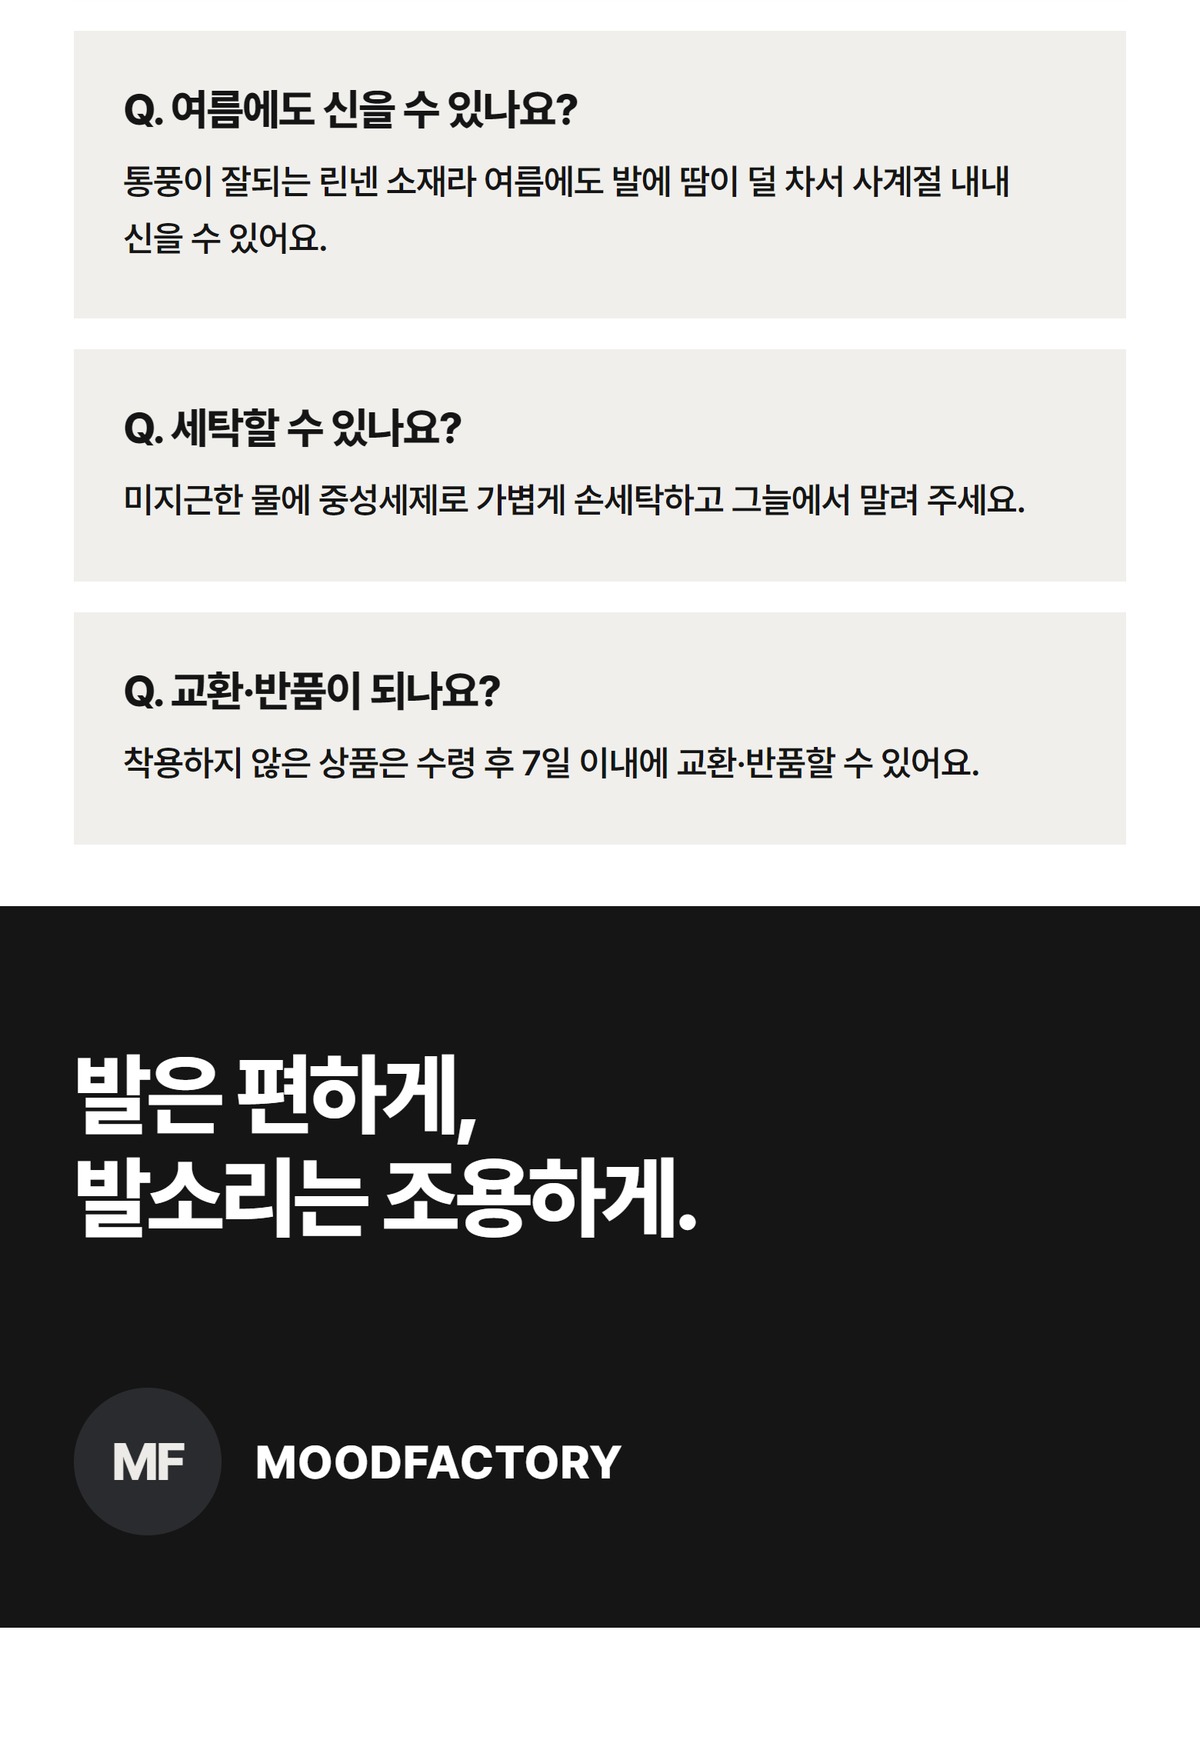 Q. 여름에도 신을 수 있나요?
통풍이 잘되는 린넨 소재라 여름에도 발에 땀이 덜 차서 사계절 내내
신을 수 있어요.
Q. 세탁할 수 있나요?
미지근한 물에 중성세제로 가볍게 손세탁하고 그늘에서 말려 주세요.
Q. 교환·반품이 되나요?
착용하지 않은 상품은 수령 후 7일 이내에 교환·반품할 수 있어요.
발은 편하게,
발소리는 조용하게.
MF MOODFACTORY